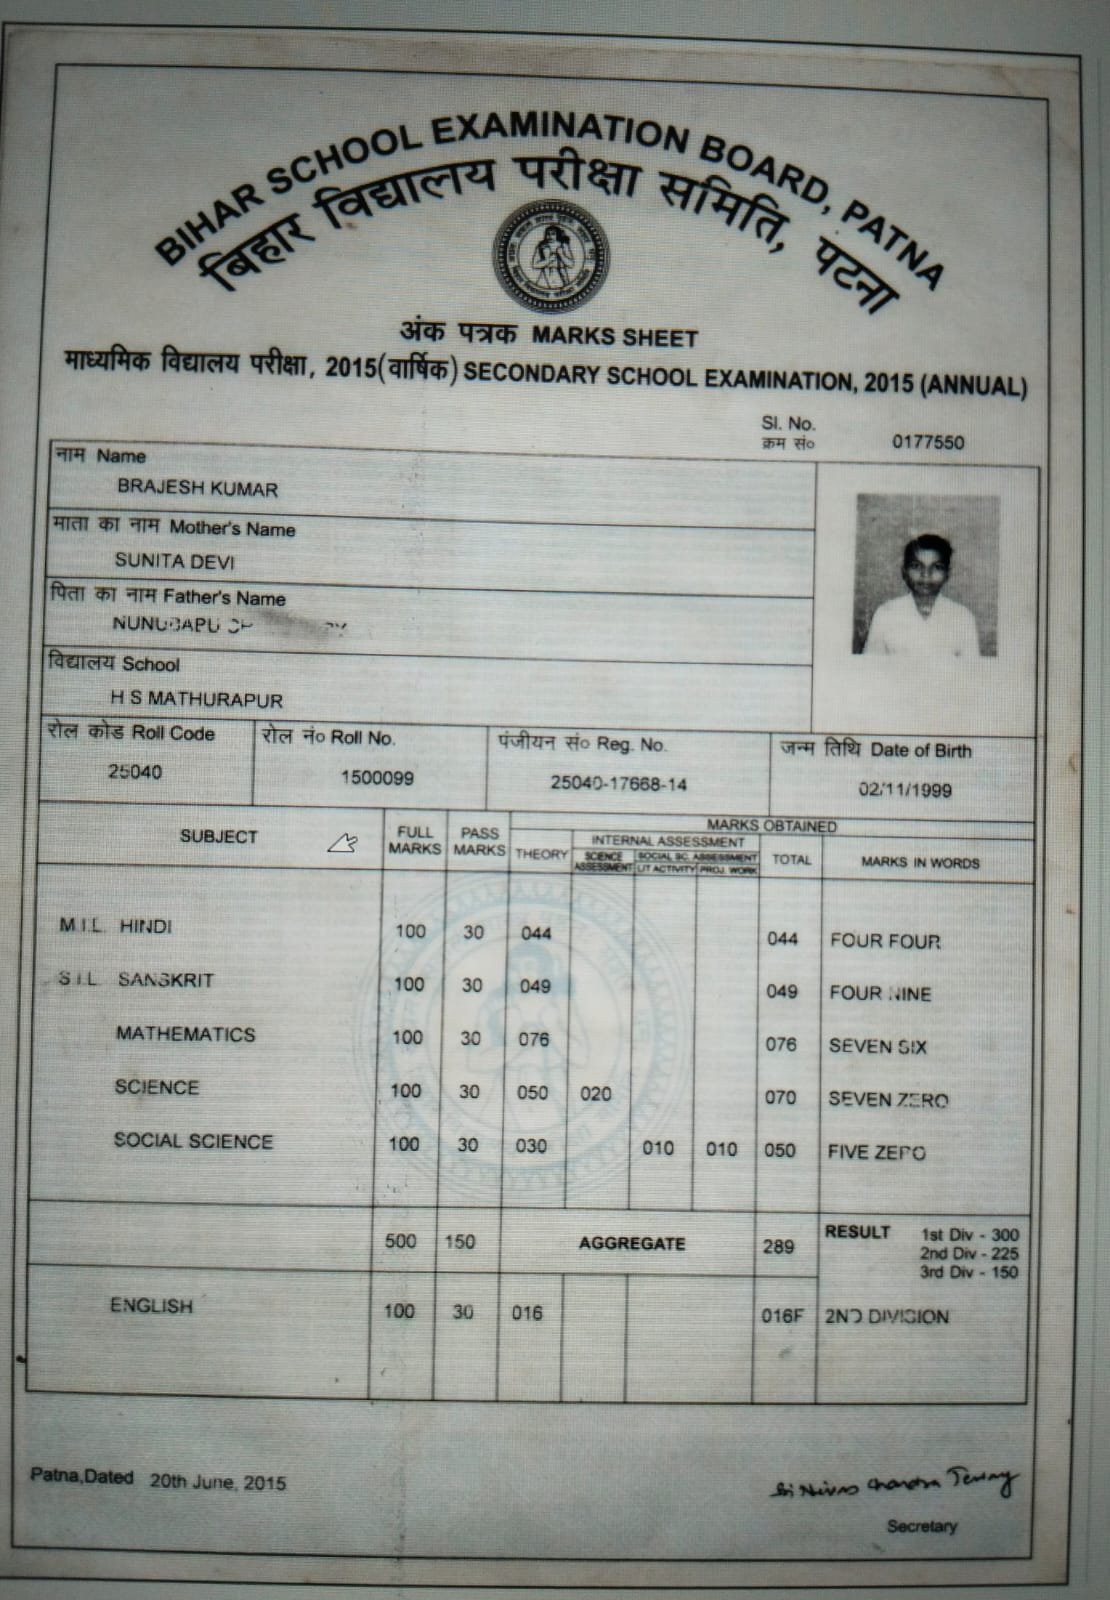 BIHAR SCHOOL EXAMINATION BOARD, PATNA
बिहार विद्यालय परीक्षा समिति, पटना
अंक पत्रक MARKS SHEET
माध्यमिक विद्यालय परीक्षा, 2015(वार्षिक) SECONDARY SCHOOL EXAMINATION, 2015 (ANNUAL)
Sl. No.
क्रम सं० 0177550
नाम Name
BRAJESH KUMAR
माता का नाम Mother's Name
SUNITA DEVI
पिता का नाम Father's Name
विद्यालय School
H S MATHURAPUR
रोल कोड Roll Code रोल नं० Roll No. पंजीयन सं० Reg. No. जन्म तिथि Date of Birth
25040 1500099 25040-17668-14 02/11/1999
SUBJECT FULL MARKS PASS MARKS MARKS OBTAINED
THEORY INTERNAL ASSESSMENT TOTAL MARKS IN WORDS
SCIENCE ASSESSMENT SOCIAL SC. ASSESSMENT
LIT ACTIVITY PROJ. WORK
M I L HINDI 100 30 044 044 FOUR FOUR
S I L SANSKRIT 100 30 049 049 FOUR NINE
MATHEMATICS 100 30 076 076 SEVEN SIX
SCIENCE 100 30 050 020 070 SEVEN ZERO
SOCIAL SCIENCE 100 30 030 010 010 050 FIVE ZERO
500 150 AGGREGATE 289 RESULT 1st Div - 300
2nd Div - 225
3rd Div - 150
ENGLISH 100 30 016 016F 2ND DIVISION
Patna,Dated 20th June, 2015
Secretary